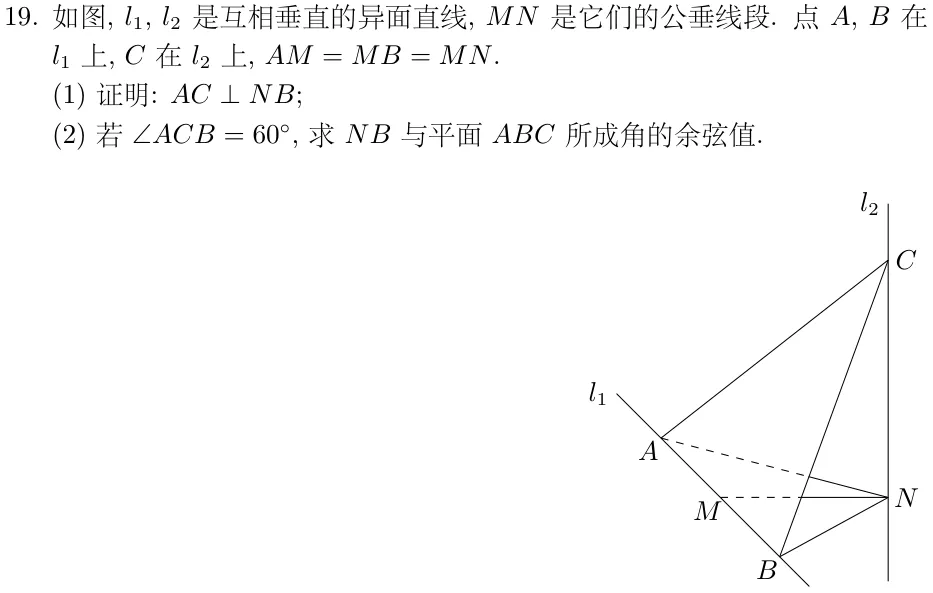 19. 如图, l₁, l₂ 是互相垂直的异面直线, MN 是它们的公垂线段. 点 A, B 在
l₁ 上, C 在 l₂ 上, AM = MB = MN.
(1) 证明: AC ⊥ NB;
(2) 若 ∠ACB = 60°, 求 NB 与平面 ABC 所成角的余弦值.
l₂
C
l₁
A
M
N
B